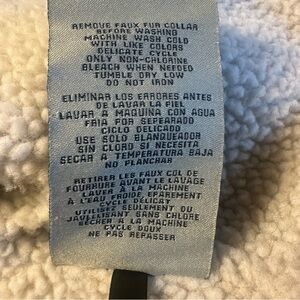 REMOVE FAUX FUR COLLAR
BEFORE WASHING
MACHINE WASH COLD
WITH LIKE COLORS
DELICATE CYCLE
ONLY NON-CHLORINE
BLEACH WHEN NEEDED
TUMBLE DRY LOW
DO NOT IRON
ELIMINAR LOS ERRORES ANTES
DE LAVAR LA PIEL
LAVAR A MAQUINA CON AGUA
FRIA POR SEPERADO
CICLO DELICADO
USE SOLO BLANQUEADOR
SIN CLORO SI NECESITA
SECAR A TEMPERATURA BAJA
NO PLANCHAR
RETIRER LES FAUX COL DE
FOURRURE AVANT LE LAVAGE
LAVER À LA MACHINE
A L'EAU FROIDE, EPAREMENT
CYCLE DÉLICAT
UTILISEZ SEULEMENT DU
JAVELLISANT SANS CHLORE
SÉCHER A LA MACHINE
CYCLE DOUX
NE PAS REPASSER